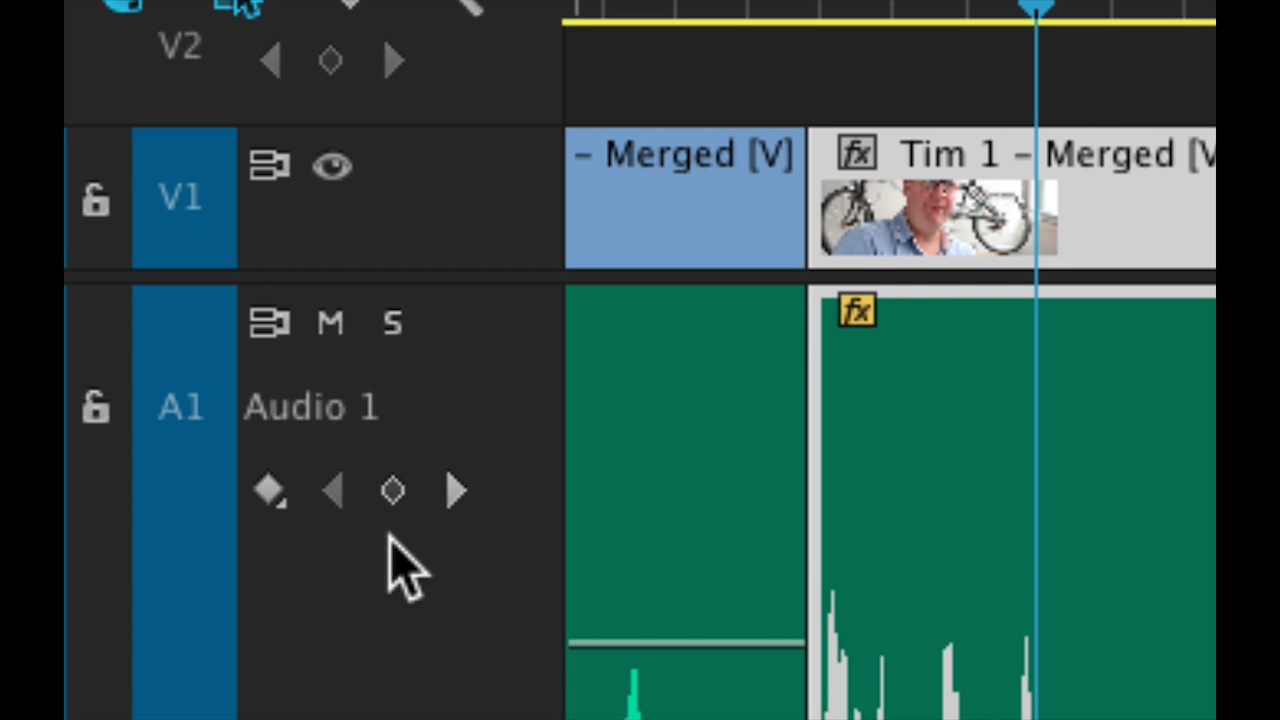 V2
– Merged [V]
fx Tim 1 – Merged [V
V1
fx
M S
A1
Audio 1